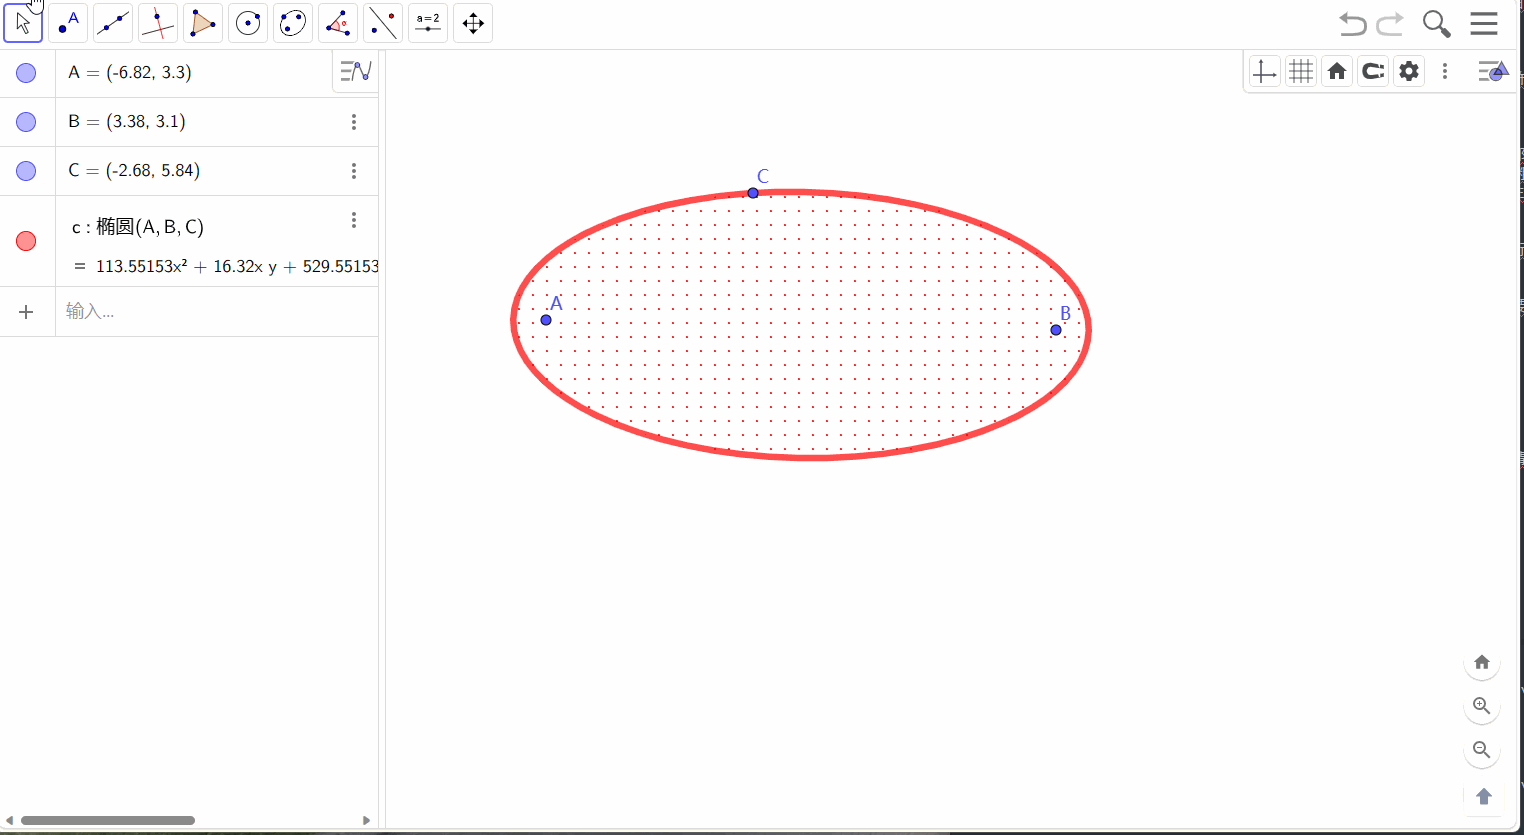 A
a=2
A = (-6.82, 3.3)
B = (3.38, 3.1)
C = (-2.68, 5.84)
c : 椭圆(A, B, C)
= 113.55153x² + 16.32x y + 529.55153
输入...
C
A
B